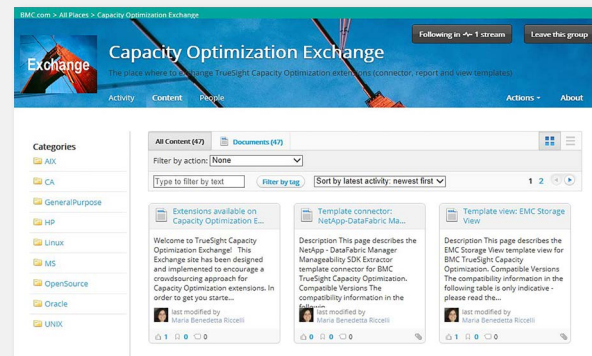 BMC.com > All Places > Capacity Optimization Exchange
Following in 1 stream
Leave this group
Exchange
Capacity Optimization Exchange
The place where to exchange TrueSight Capacity Optimization extensions (connector, report and view templates)
Activity
Content
People
Actions
About
Categories
AIX
CA
GeneralPurpose
HP
Linux
MS
OpenSource
Oracle
UNIX
All Content (47)
Documents (47)
Filter by action: None
Type to filter by text
Filter by tag
Sort by latest activity: newest first
1 2
Extensions available on
Capacity Optimization E...
Welcome to TrueSight Capacity
Optimization Exchange! This
Exchange site has been designed
and implemented to encourage a
crowdsourcing approach for
Capacity Optimization extensions. In
order to get you starte...
last modified by
Maria Benedetta Riccelli
1 0 0
Template connector:
NetApp-DataFabric Ma...
Description This page describes the
NetApp - DataFabric Manager
Manageability SDK Extractor
template connector for BMC
TrueSight Capacity Optimization.
Compatible Versions The
compatibility information in the
followin
last modified by
Maria Benedetta Riccelli
0 0 0
Template view: EMC Storage
View
Description This page describes the
EMC Storage View template view for
BMC TrueSight Capacity
Optimization. Compatible Versions
The compatibility information in the
following table is only indicative -
please read the...
last modified by
Maria Benedetta Riccelli
1 0 0